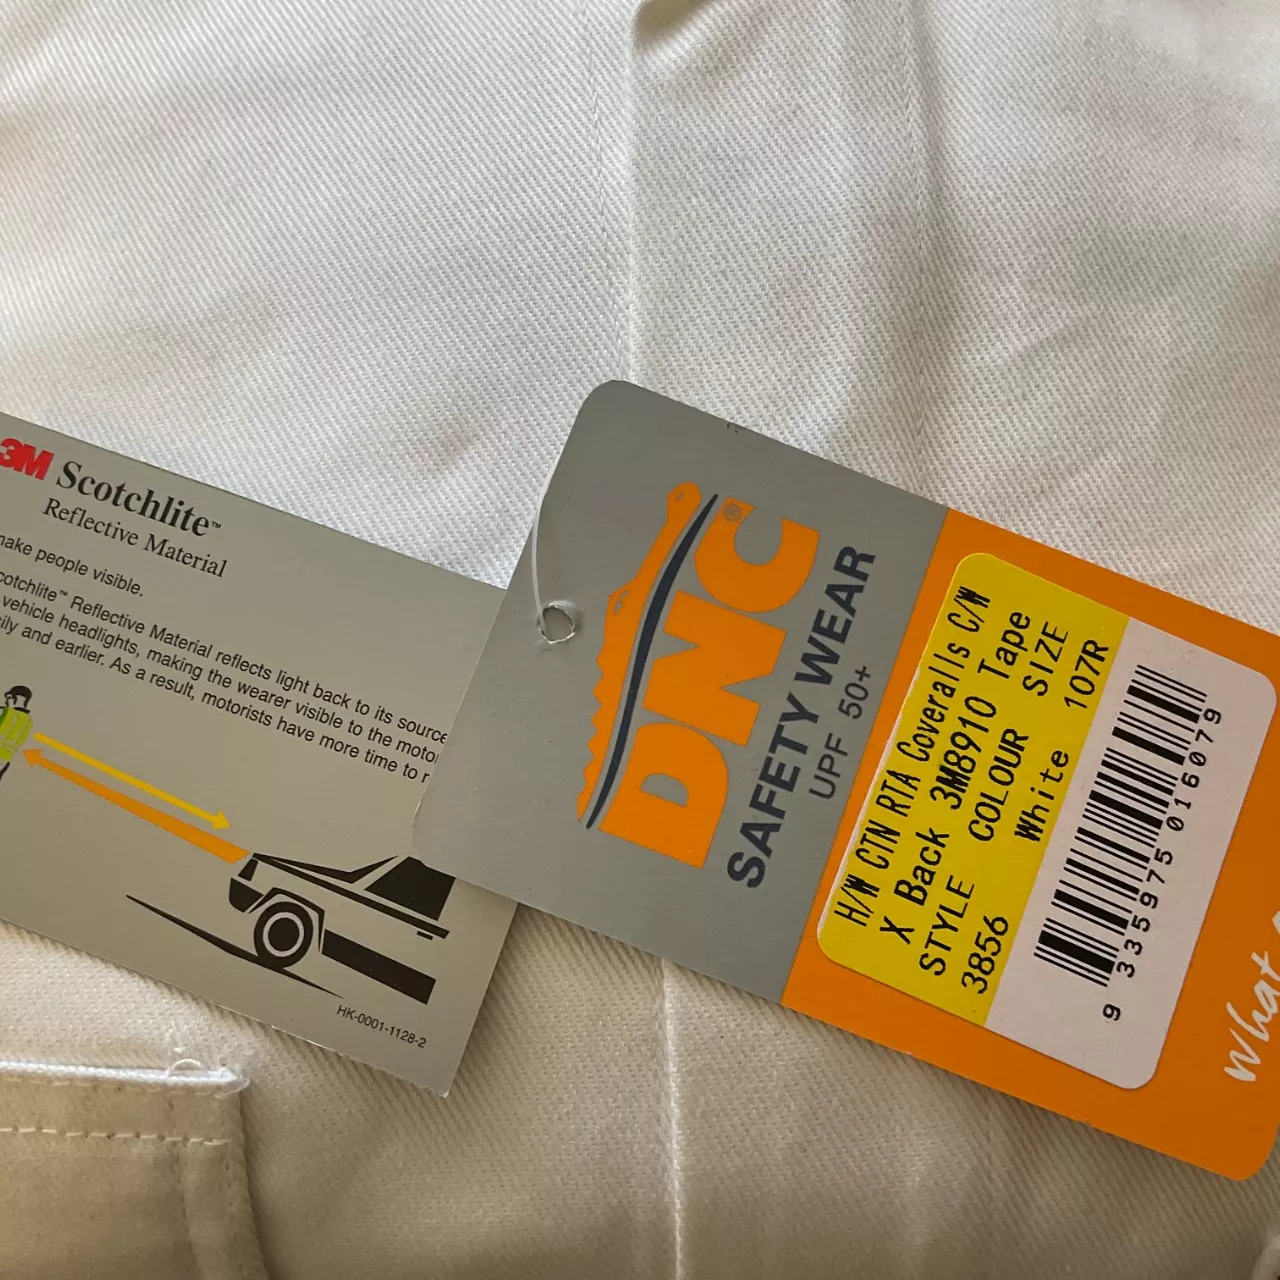 3M Scotchlite™
Reflective Material
make people visible.
cotchlite™ Reflective Material reflects light back to its source
vehicle headlights, making the wearer visible to the motor
ily and earlier. As a result, motorists have more time to r
HK-0001-1128-2
DNC®
SAFETY WEAR
UPF 50+
H/W CTN RTA Coveralls C/W
X Back 3M8910 Tape
STYLE COLOUR SIZE
3856 White 107R
9 335975 016079
What